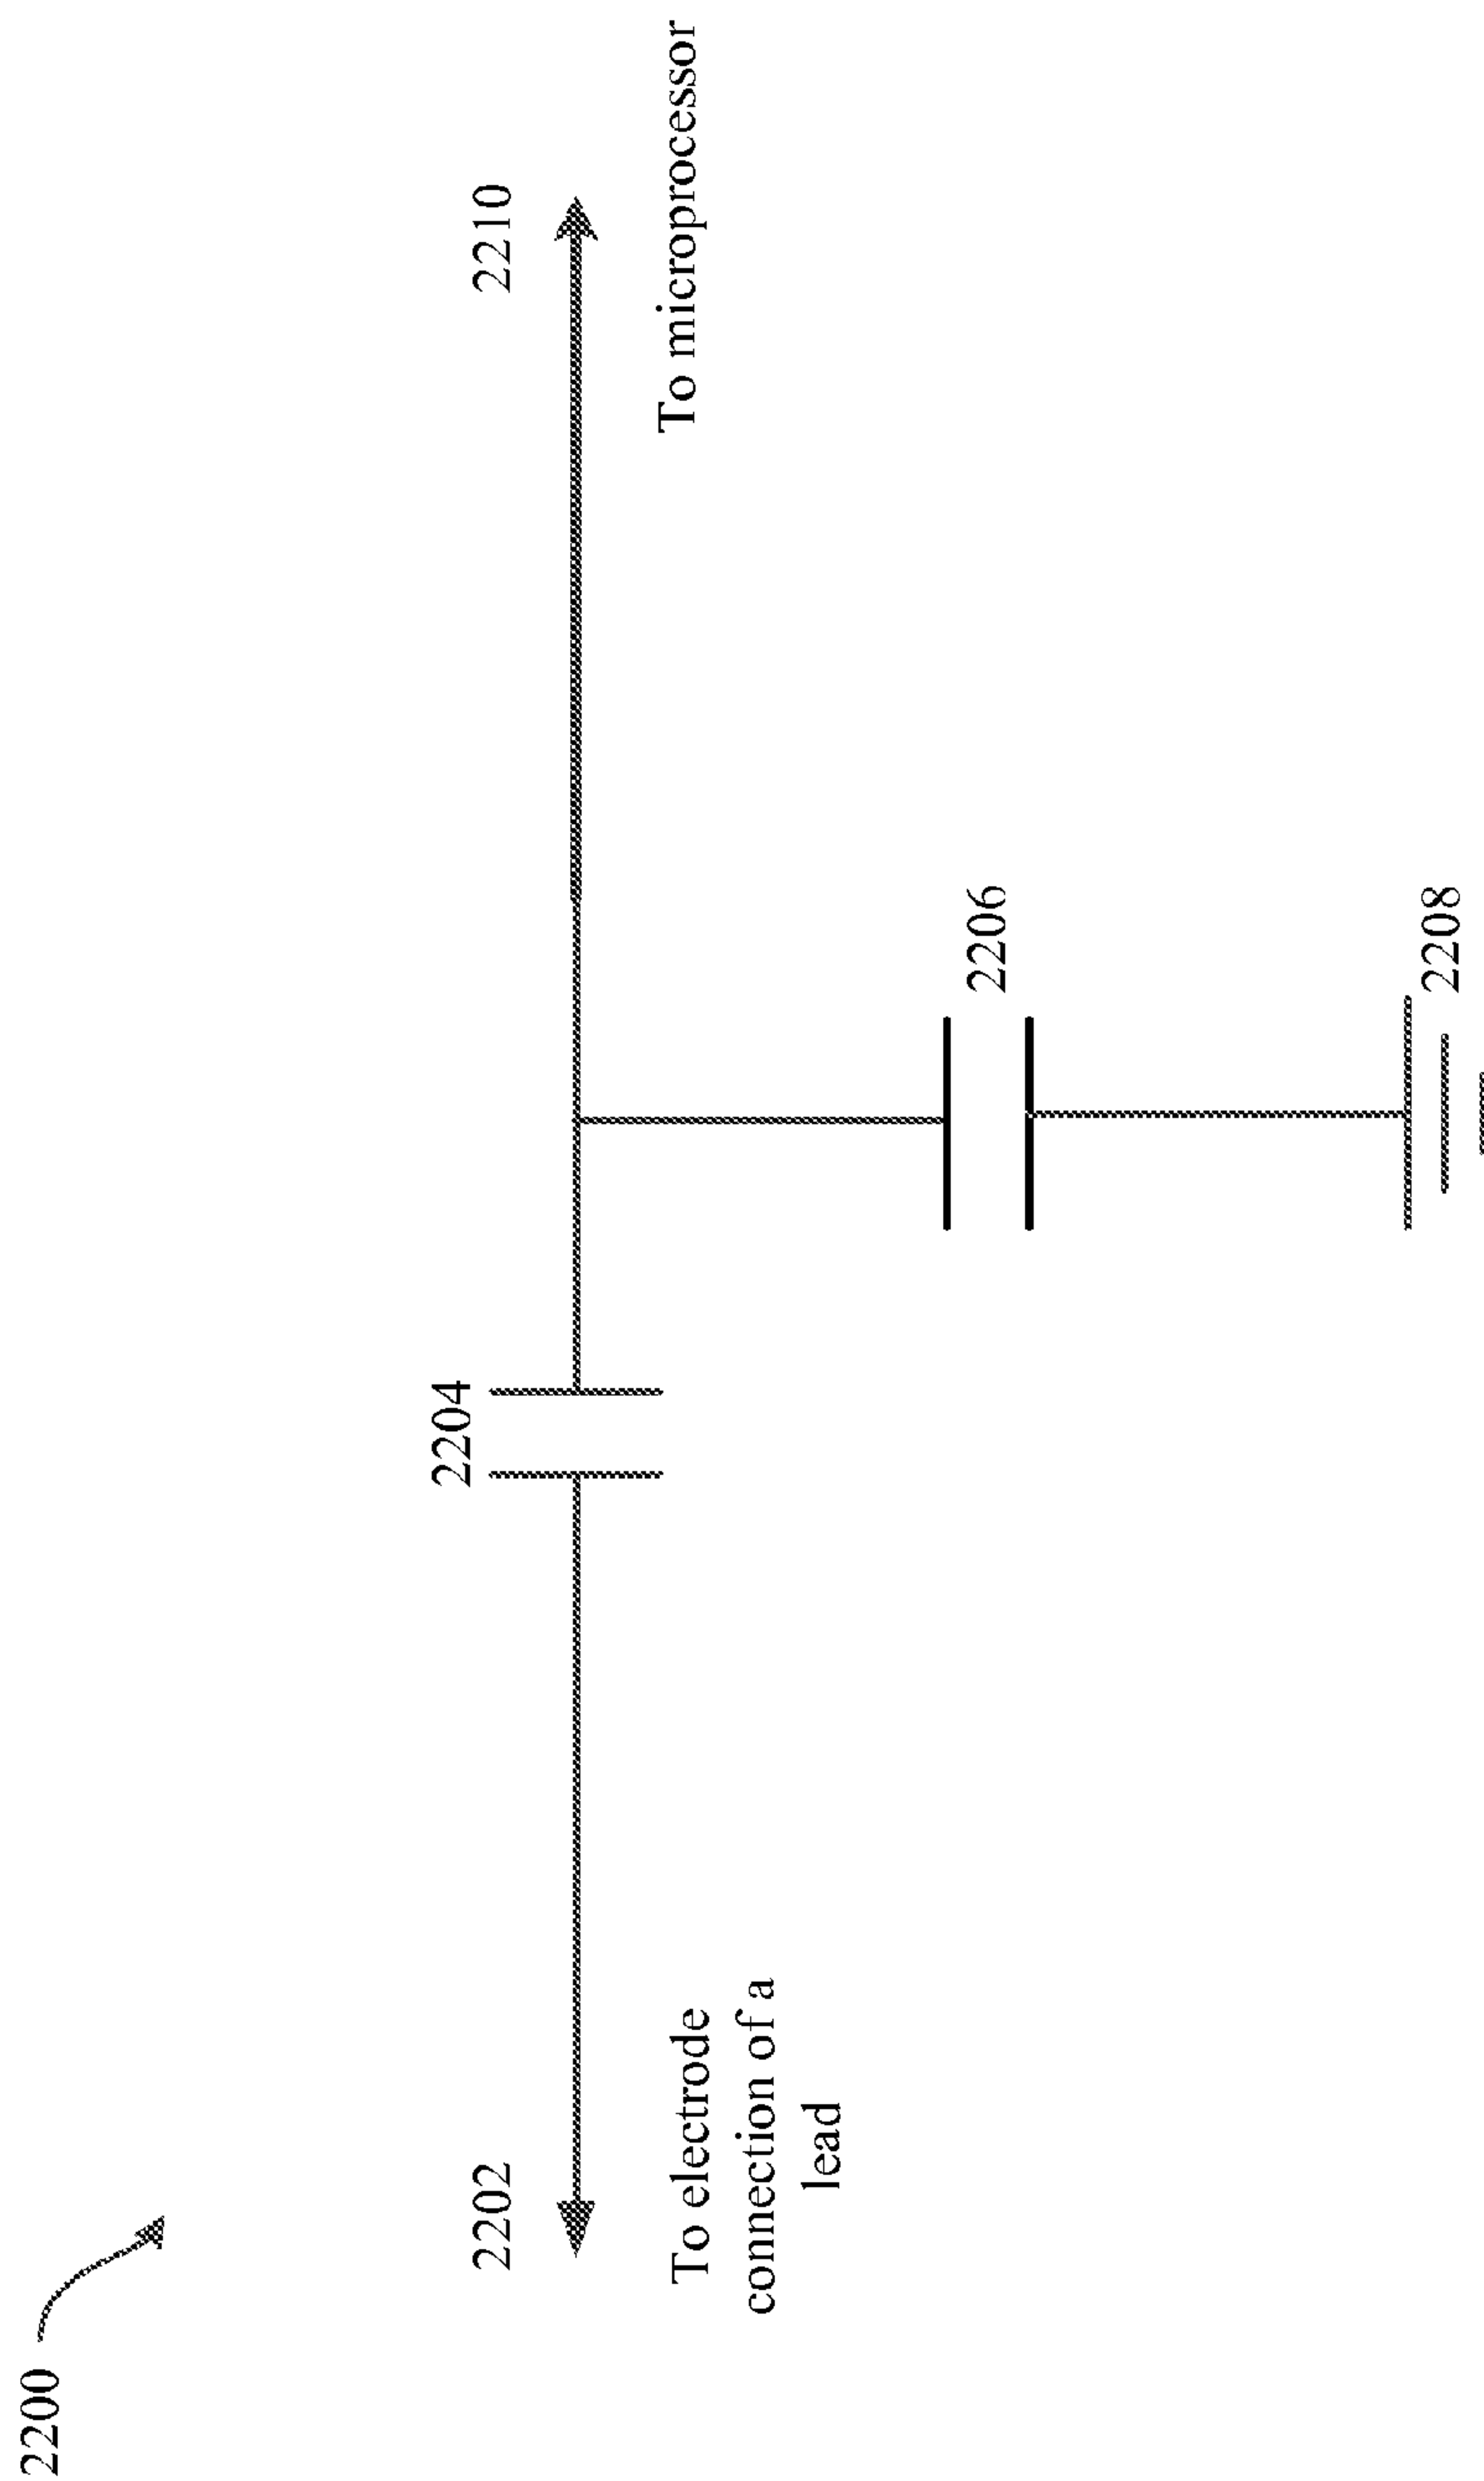 2200
2202
To electrode
connection of a
lead
2204
2206
2208
2210
To microprocessor